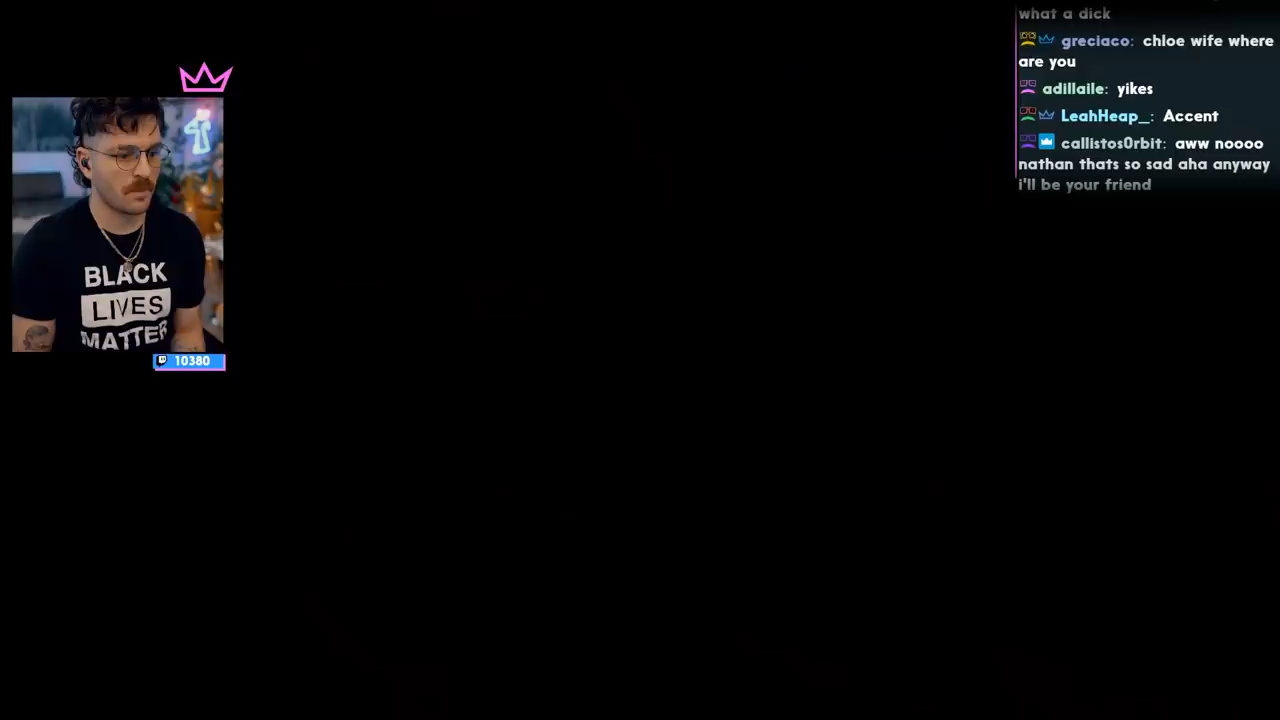 what a dick
greciaco: chloe wife where
are you
adillaile: yikes
LeahHeap_: Accent
callistos0rbit: aww noooo
nathan thats so sad aha anyway
i'll be your friend
BLACK
LIVES
MATTER
10380